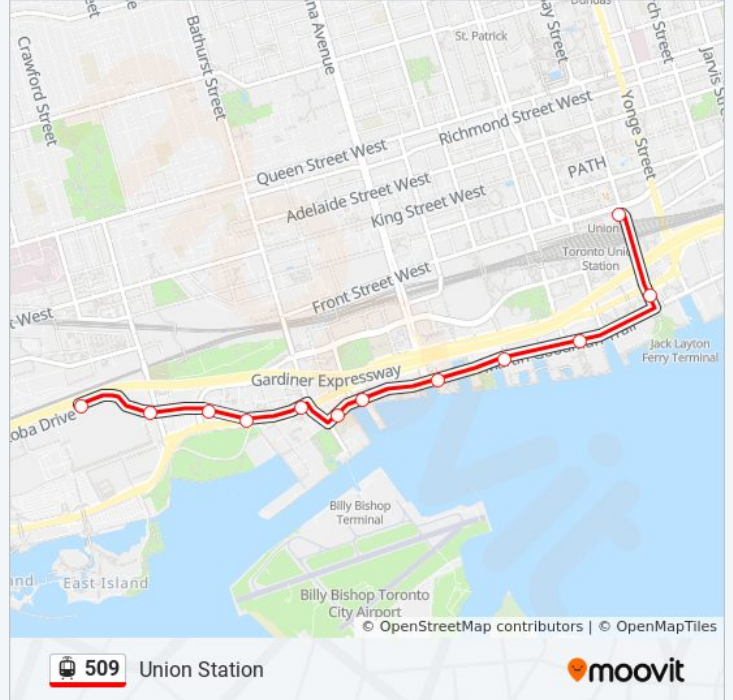 Dundas
St. Patrick
Crawford Street
Bathurst Street
Jarvis
Yonge Street
Richmond Street West
Queen Street West
PATH
Adelaide Street West
King Street West
Union
Toronto Union
Station
Front Street West
Jack Layton
Ferry Terminal
Gardiner Expressway
Billy Bishop
Terminal
East Island
Billy Bishop Toronto
City Airport
© OpenStreetMap contributors | © OpenMapTiles
509 Union Station
moovit